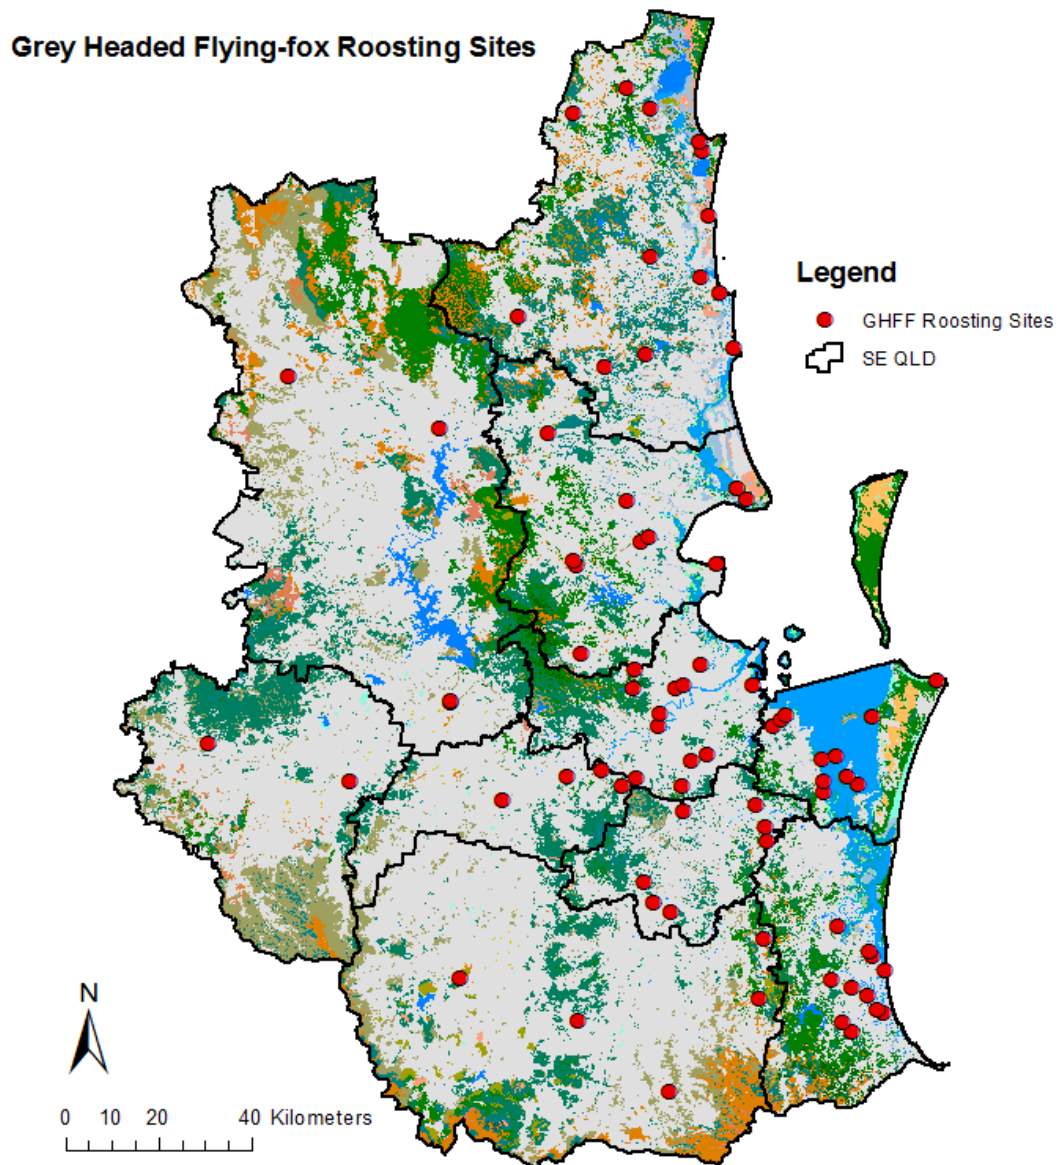 Grey Headed Flying-fox Roosting Sites
Legend
GHFF Roosting Sites
SE QLD
N
0 10 20 40 Kilometers